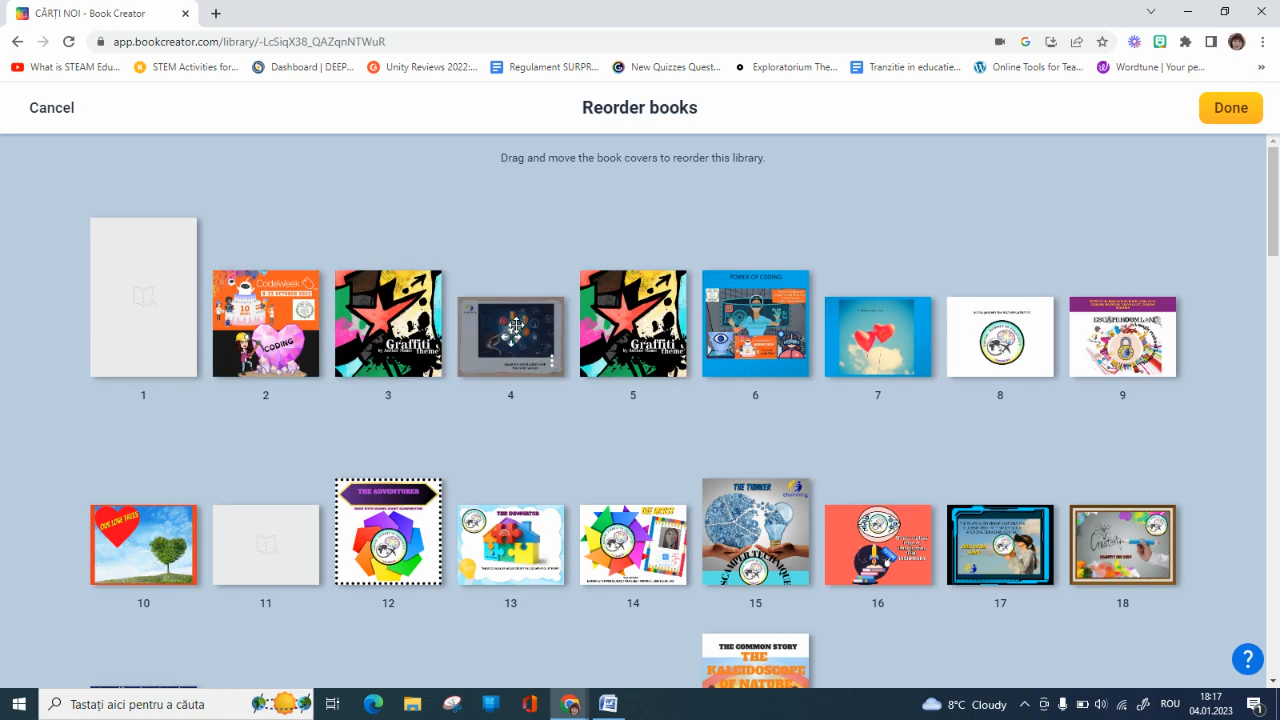 CĂRȚI NOI - Book Creator
app.bookcreator.com/library/-LcSiqX38_QAZqnNTWuR
What is STEAM Edu...
STEM Activities for...
Dashboard | DEEP...
Unity Reviews 2022:...
Regulament SURPR...
New Quizzes Quest...
Exploratorium The...
Tranzitie in educatie...
Online Tools for Tea...
Wordtune | Your pa...
»
Cancel
Reorder books
Done
Drag and move the book covers to reorder this library.
CodeWeek
CODING
Graffiti
theme
Graffiti
theme
POWER OF CODING
1
2
3
4
5
6
7
8
9
OUR LOVE TREES
THE ADVENTURER
THE INNOVATOR
THE THINKER
SCAMPER TECHNIQUE
10
11
12
13
14
15
16
17
18
THE COMMON STORY
THE
KALEIDOSCOPE
OF NATURE
?
Tastați aici pentru a căuta
8°C Cloudy
ROU
18:17
04.01.2023